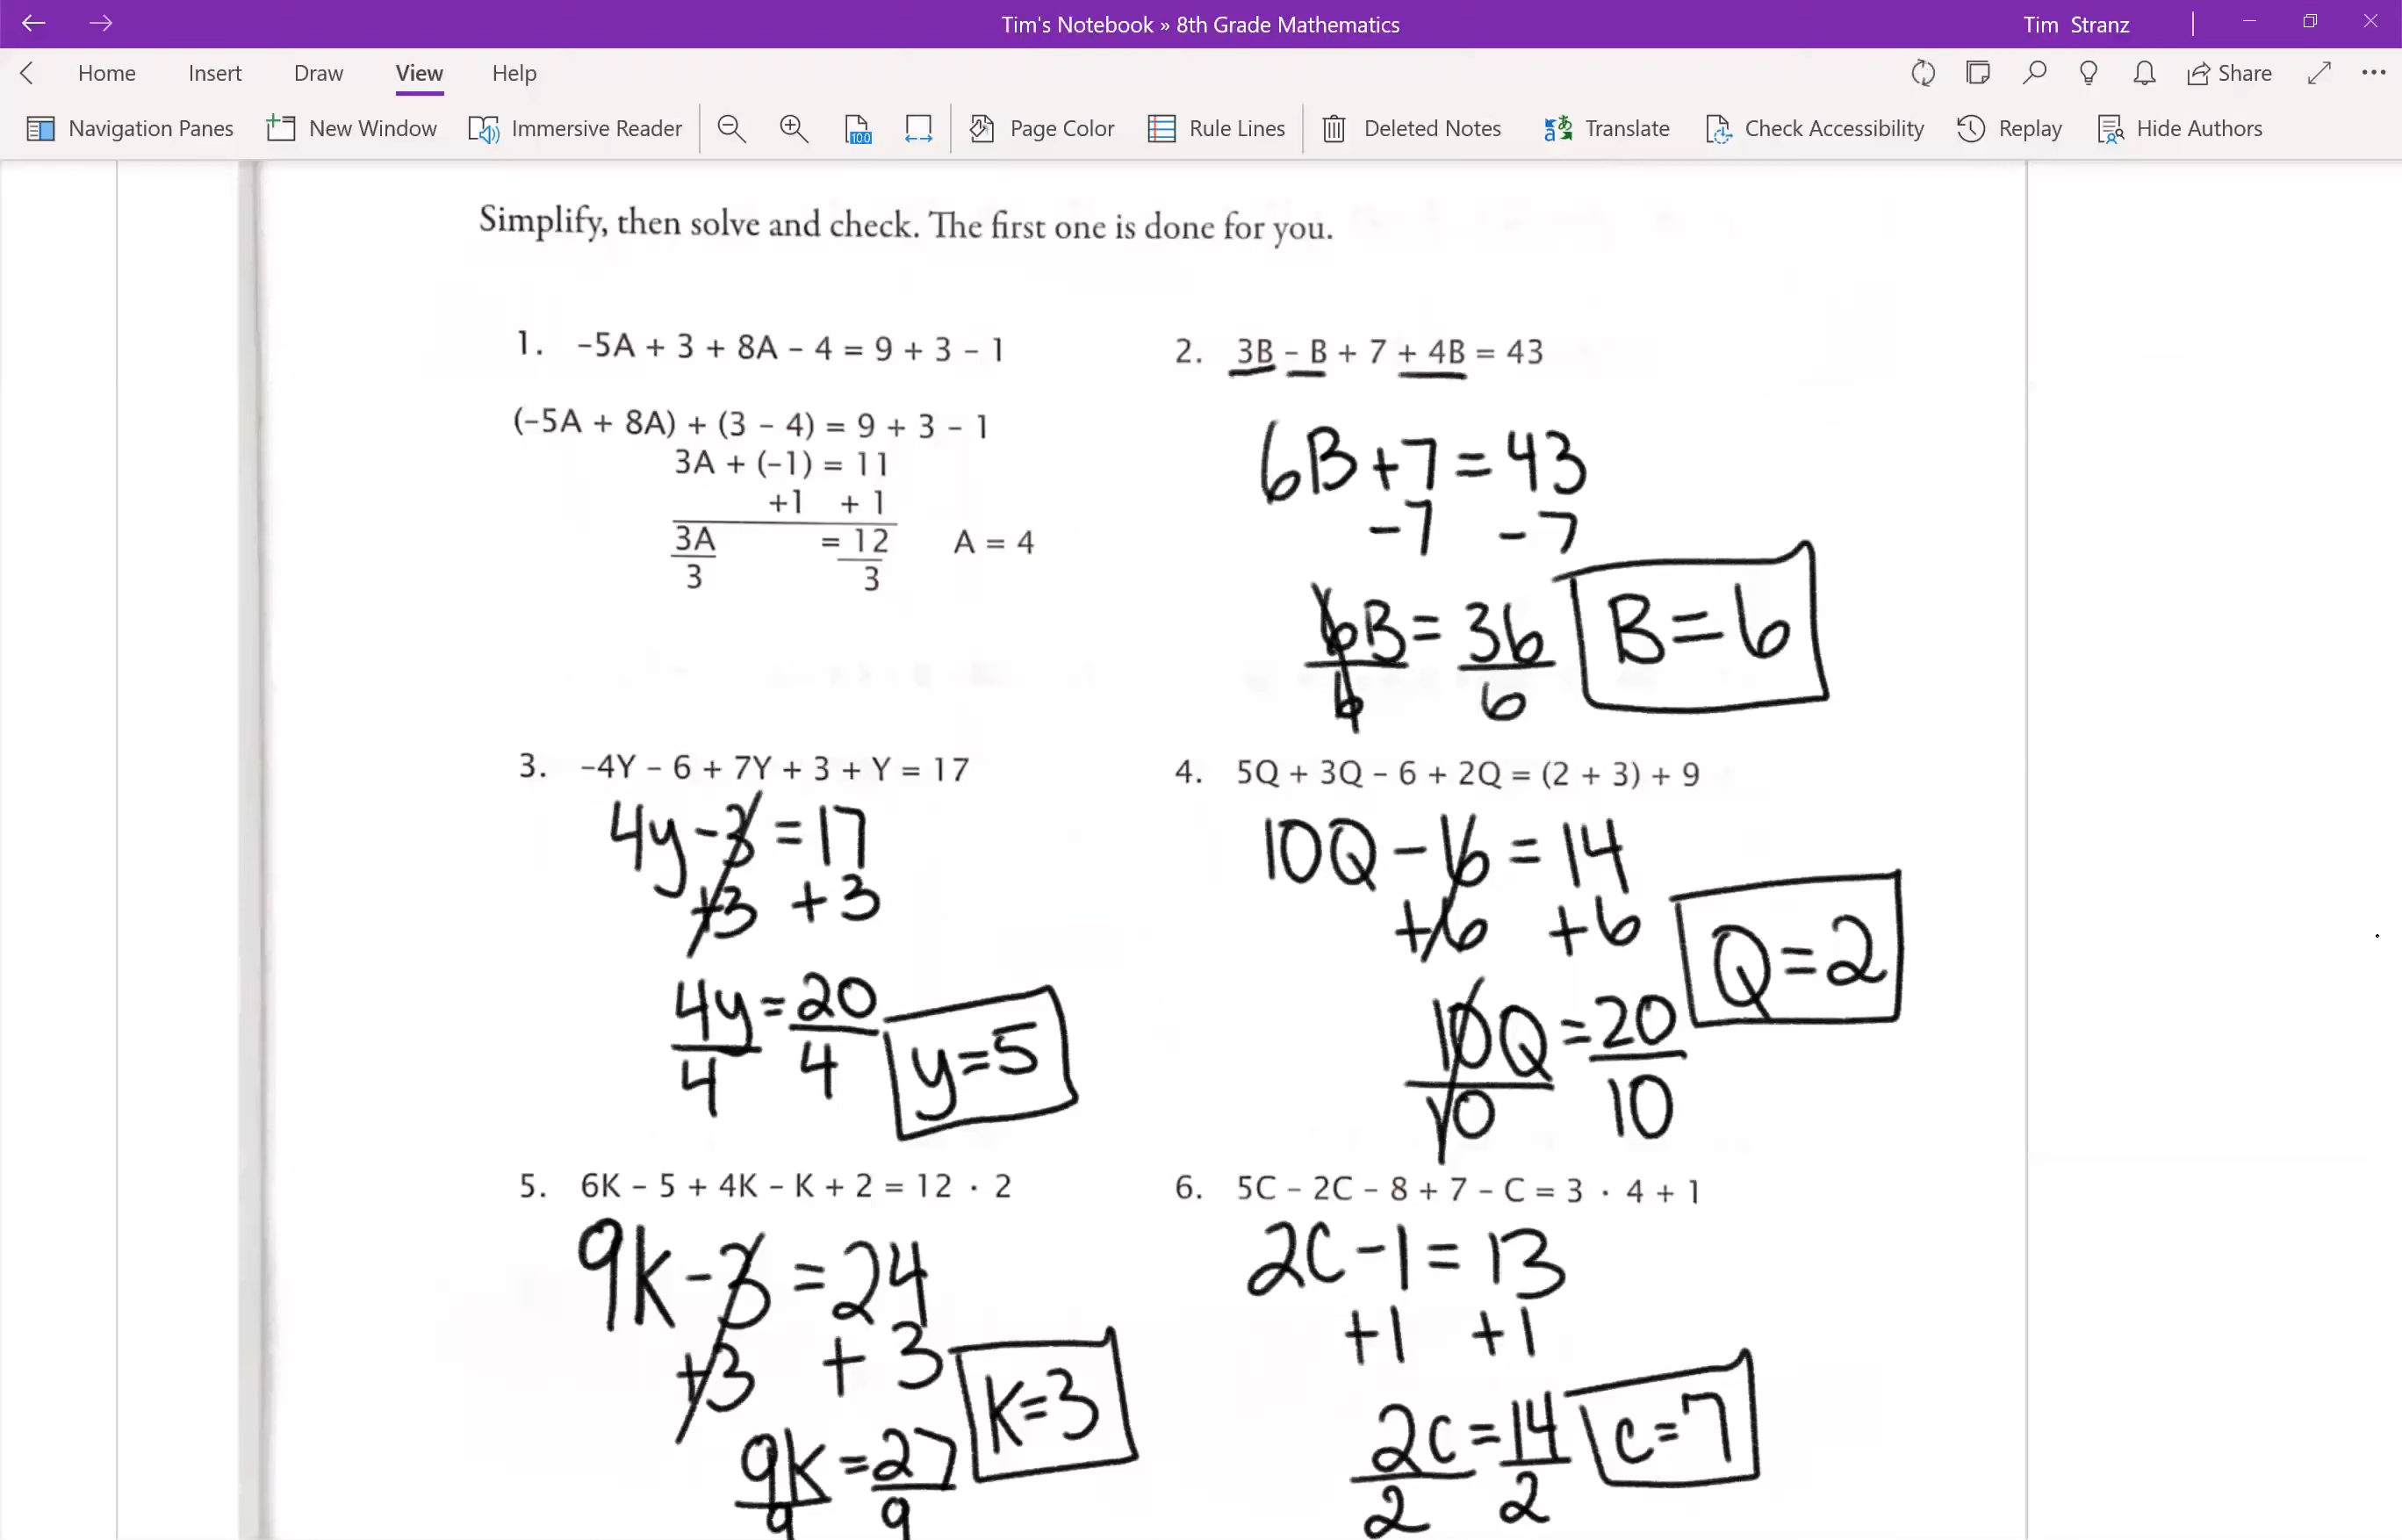 Tim's Notebook » 8th Grade Mathematics
Tim Stranz
Home Insert Draw View Help
Share
Navigation Panes New Window Immersive Reader 100 Page Color Rule Lines Deleted Notes Translate Check Accessibility Replay Hide Authors
Simplify, then solve and check. The first one is done for you.
1. -5A + 3 + 8A - 4 = 9 + 3 - 1
(-5A + 8A) + (3 - 4) = 9 + 3 - 1
3A + (-1) = 11
+1 + 1
3A = 12 A = 4
3 3
2. 3B - B + 7 + 4B = 43
6B + 7 = 43
-7 -7
6B = 36
6 6
B = 6
3. -4Y - 6 + 7Y + 3 + Y = 17
4y - 3 = 17
+3 +3
4y = 20
4 4
y = 5
4. 5Q + 3Q - 6 + 2Q = (2 + 3) + 9
10Q - 6 = 14
+6 +6
10Q = 20
10 10
Q = 2
5. 6K - 5 + 4K - K + 2 = 12 · 2
9k - 3 = 24
+3 + 3
9k = 27
9 9
k = 3
6. 5C - 2C - 8 + 7 - C = 3 · 4 + 1
2C - 1 = 13
+1 +1
2c = 14
2 2
c = 7